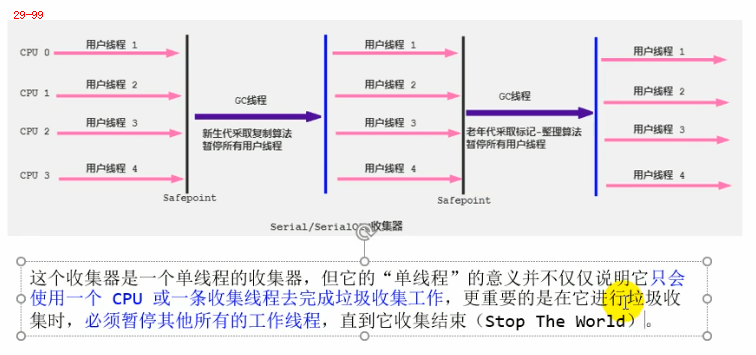 29-99
CPU 0
用户线程 1
用户线程 1
用户线程 1
CPU 1
用户线程 2
GC线程
用户线程 2
GC线程
用户线程 2
CPU 2
用户线程 3
新生代采取复制算法
暂停所有用户线程
用户线程 3
老年代采取标记-整理算法
暂停所有用户线程
用户线程 3
CPU 3
用户线程 4
用户线程 4
用户线程 4
Safepoint
Safepoint
Serial/Serial 收集器
这个收集器是一个单线程的收集器，但它的“单线程”的意义并不仅仅说明它只会
使用一个 CPU 或一条收集线程去完成垃圾收集工作，更重要的是在它进行垃圾收
集时，必须暂停其他所有的工作线程，直到它收集结束（Stop The World）。